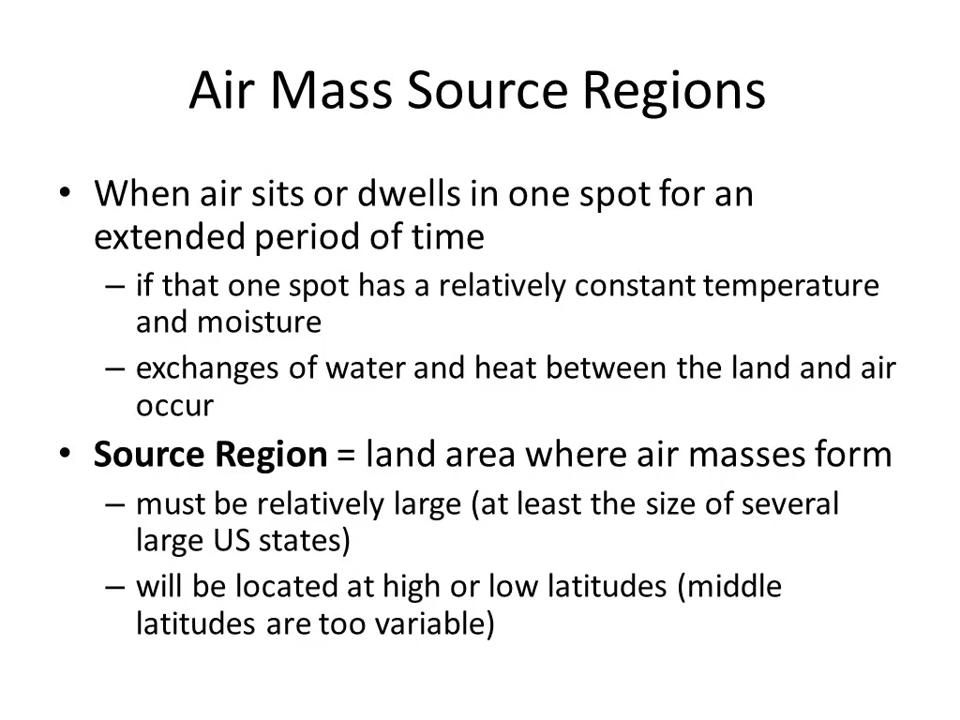 Air Mass Source Regions
• When air sits or dwells in one spot for an
extended period of time
– if that one spot has a relatively constant temperature
and moisture
– exchanges of water and heat between the land and air
occur
• Source Region = land area where air masses form
– must be relatively large (at least the size of several
large US states)
– will be located at high or low latitudes (middle
latitudes are too variable)